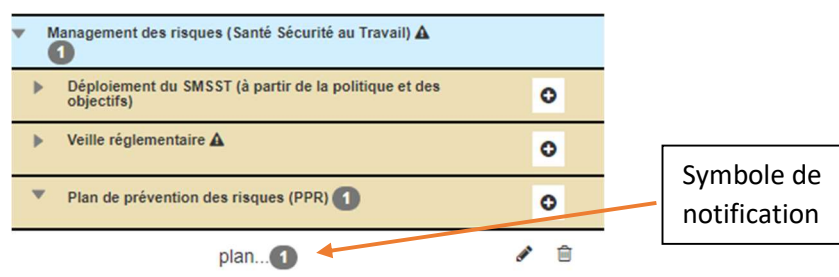 Management des risques (Santé Sécurité au Travail)
1
Déploiement du SMSST (à partir de la politique et des
objectifs)
Veille réglementaire
Plan de prévention des risques (PPR) 1
plan...1
Symbole de
notification